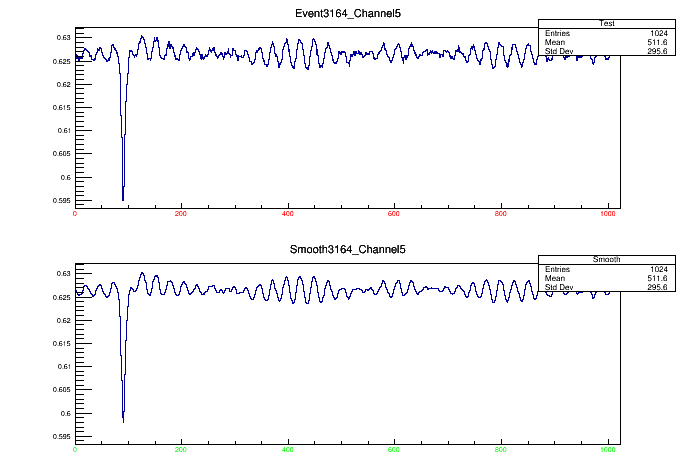 Event3164_Channel5
Test
Entries 1024
Mean 511.6
Std Dev 295.6
0.63
0.625
0.62
0.615
0.61
0.605
0.6
0.595
0 200 400 600 800 1000
Smooth3164_Channel5
Smooth
Entries 1024
Mean 511.6
Std Dev 295.6
0.63
0.625
0.62
0.615
0.61
0.605
0.6
0.595
0 200 400 600 800 1000